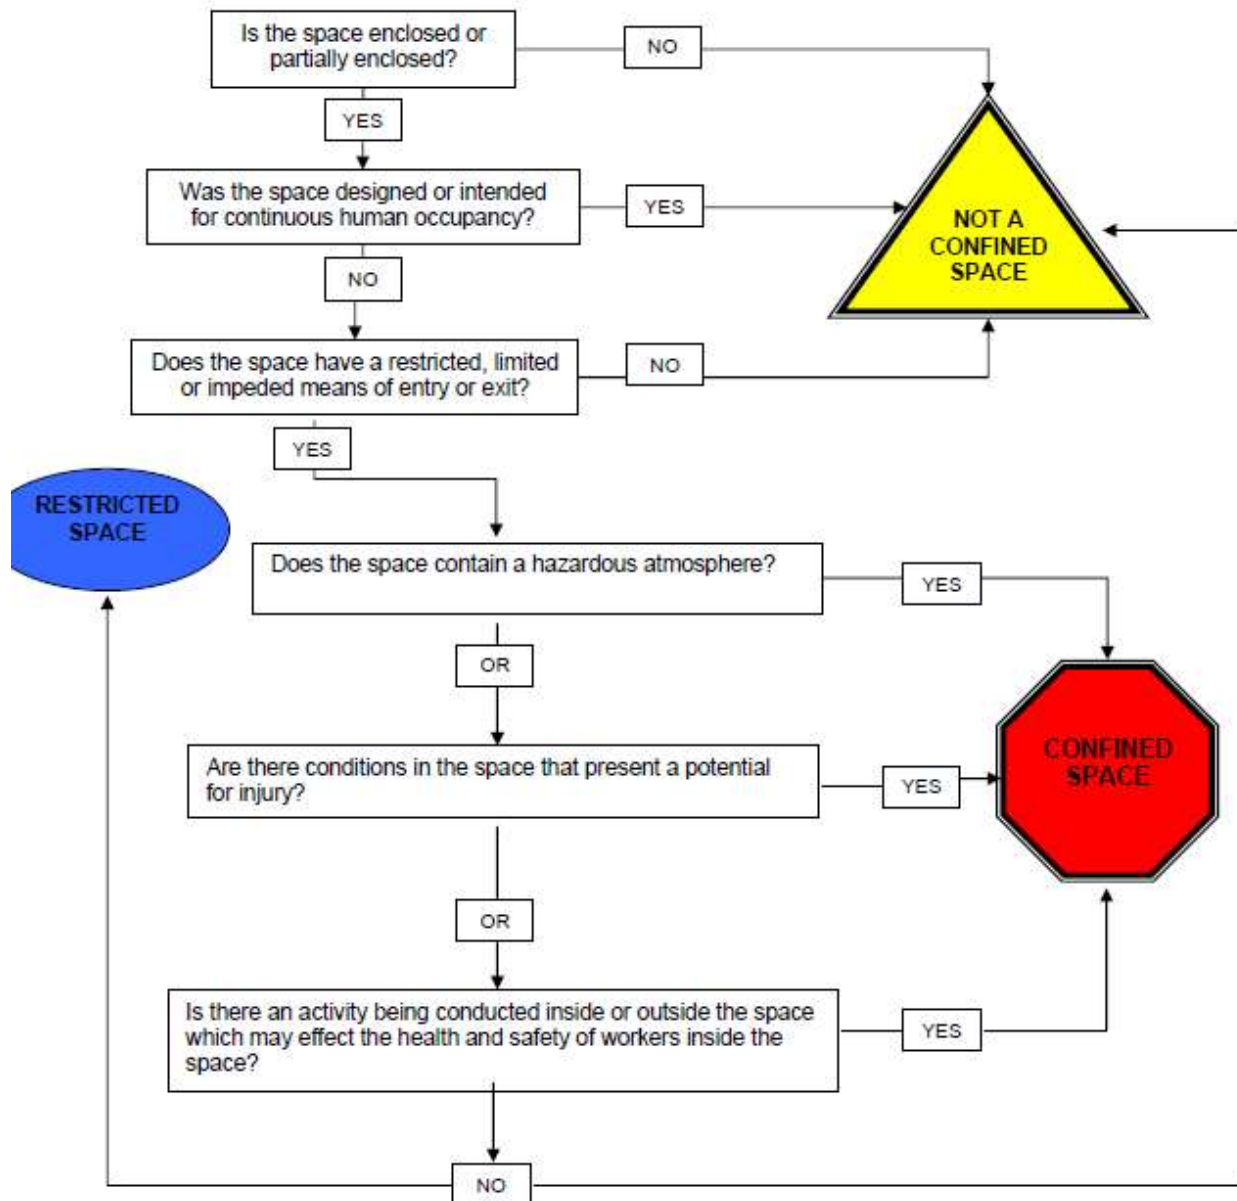 Is the space enclosed or
partially enclosed?
NO
YES
Was the space designed or intended
for continuous human occupancy?
YES
NOT A
CONFINED
SPACE
NO
Does the space have a restricted, limited
or impeded means of entry or exit?
NO
YES
RESTRICTED
SPACE
Does the space contain a hazardous atmosphere?
YES
OR
CONFINED
SPACE
Are there conditions in the space that present a potential
for injury?
YES
OR
Is there an activity being conducted inside or outside the space
which may effect the health and safety of workers inside the
space?
YES
NO